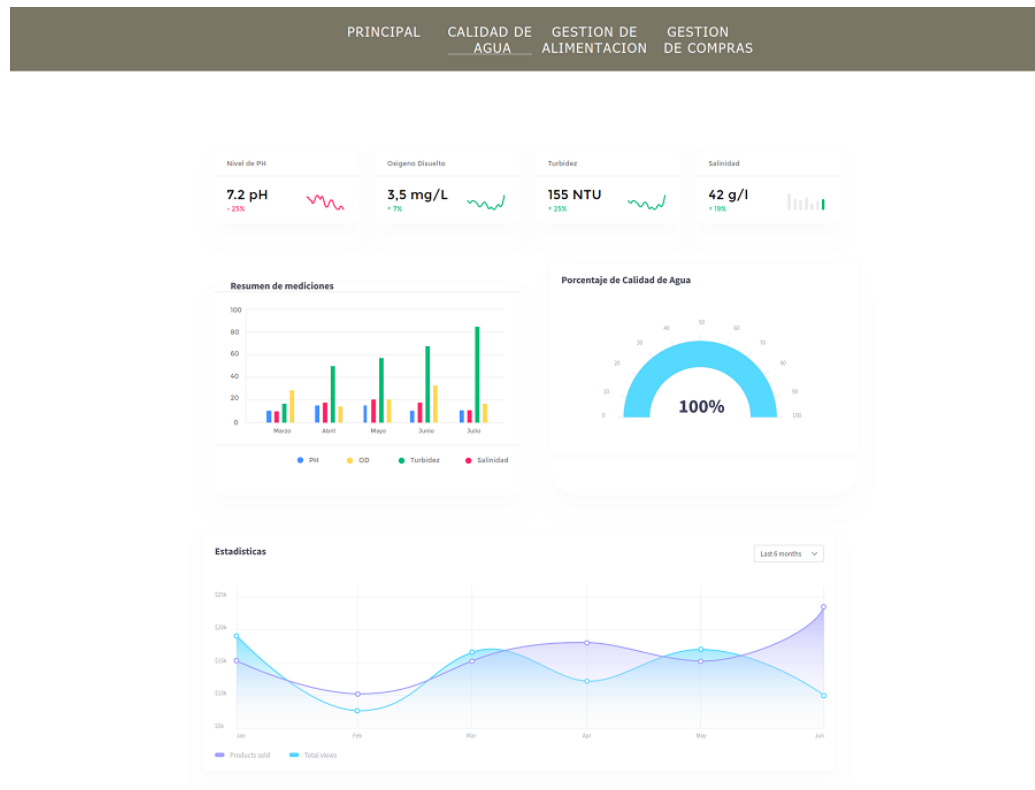 PRINCIPAL CALIDAD DE GESTION DE GESTION
AGUA ALIMENTACION DE COMPRAS
Nivel de PH Oxigeno Disuelto Turbidez Salinidad
7.2 pH 3,5 mg/L 155 NTU 42 g/l
- 25% + 7% + 25% + 19%
Resumen de mediciones
100
80
60
40
20
0
Marzo Abril Mayo Junio Julio
PH OD Turbidez Salinidad
Porcentaje de Calidad de Agua
0 10 20 30 40 50 60 70 80 90 100
100%
Estadisticas
Last 6 months
$25k
$20k
$15k
$10k
$5k
Jan Feb Mar Apr May Jun
Products sold Total views